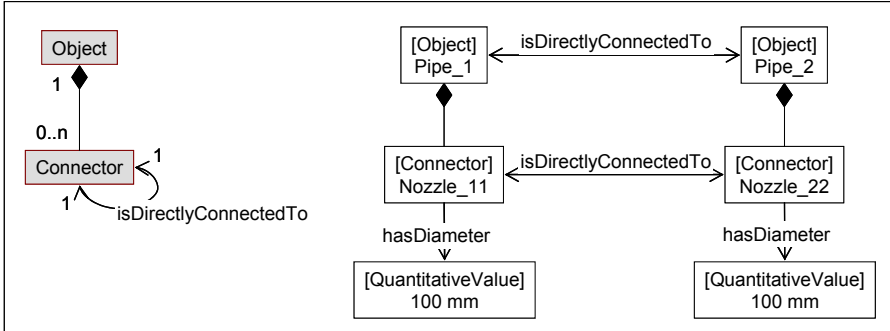 Object
1
0..n
Connector
1
1
isDirectlyConnectedTo
[Object]
Pipe_1
isDirectlyConnectedTo
[Object]
Pipe_2
[Connector]
Nozzle_11
isDirectlyConnectedTo
[Connector]
Nozzle_22
hasDiameter
hasDiameter
[QuantitativeValue]
100 mm
[QuantitativeValue]
100 mm